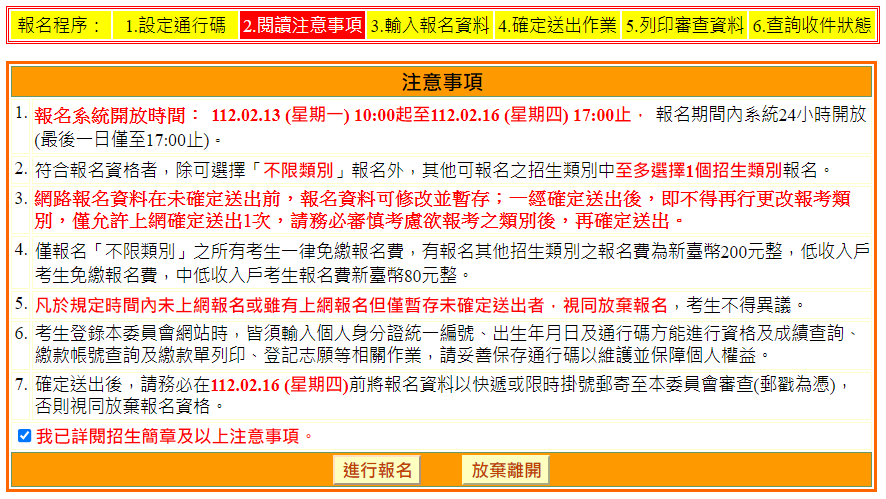 報名程序： 1.設定通行碼 2.閱讀注意事項 3.輸入報名資料 4.確定送出作業 5.列印審查資料 6.查詢收件狀態
注意事項
1. 報名系統開放時間： 112.02.13 (星期一) 10:00起至112.02.16 (星期四) 17:00止， 報名期間內系統24小時開放
(最後一日僅至17:00止)。
2. 符合報名資格者，除可選擇「不限類別」報名外，其他可報名之招生類別中至多選擇1個招生類別報名。
3. 網路報名資料在未確定送出前，報名資料可修改並暫存；一經確定送出後，即不得再行更改報考類
別，僅允許上網確定送出1次，請務必審慎考慮欲報考之類別後，再確定送出。
4. 僅報名「不限類別」之所有考生一律免繳報名費，有報名其他招生類別之報名費為新臺幣200元整，低收入戶
考生免繳報名費，中低收入戶考生報名費新臺幣80元整。
5. 凡於規定時間內未上網報名或雖有上網報名但僅暫存未確定送出者，視同放棄報名，考生不得異議。
6. 考生登錄本委員會網站時，皆須輸入個人身分證統一編號、出生年月日及通行碼方能進行資格及成績查詢、
繳款帳號查詢及繳款單列印、登記志願等相關作業，請妥善保存通行碼以維護並保障個人權益。
7. 確定送出後，請務必在112.02.16 (星期四)前將報名資料以快遞或限時掛號郵寄至本委員會審查(郵戳為憑)，
否則視同放棄報名資格。
我已詳閱招生簡章及以上注意事項。
進行報名 放棄離開